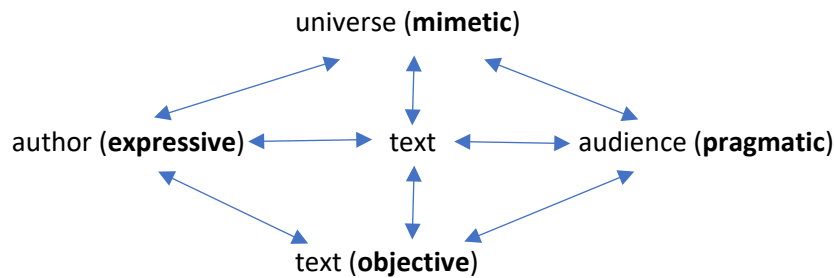 universe (mimetic)
author (expressive) text audience (pragmatic)
text (objective)